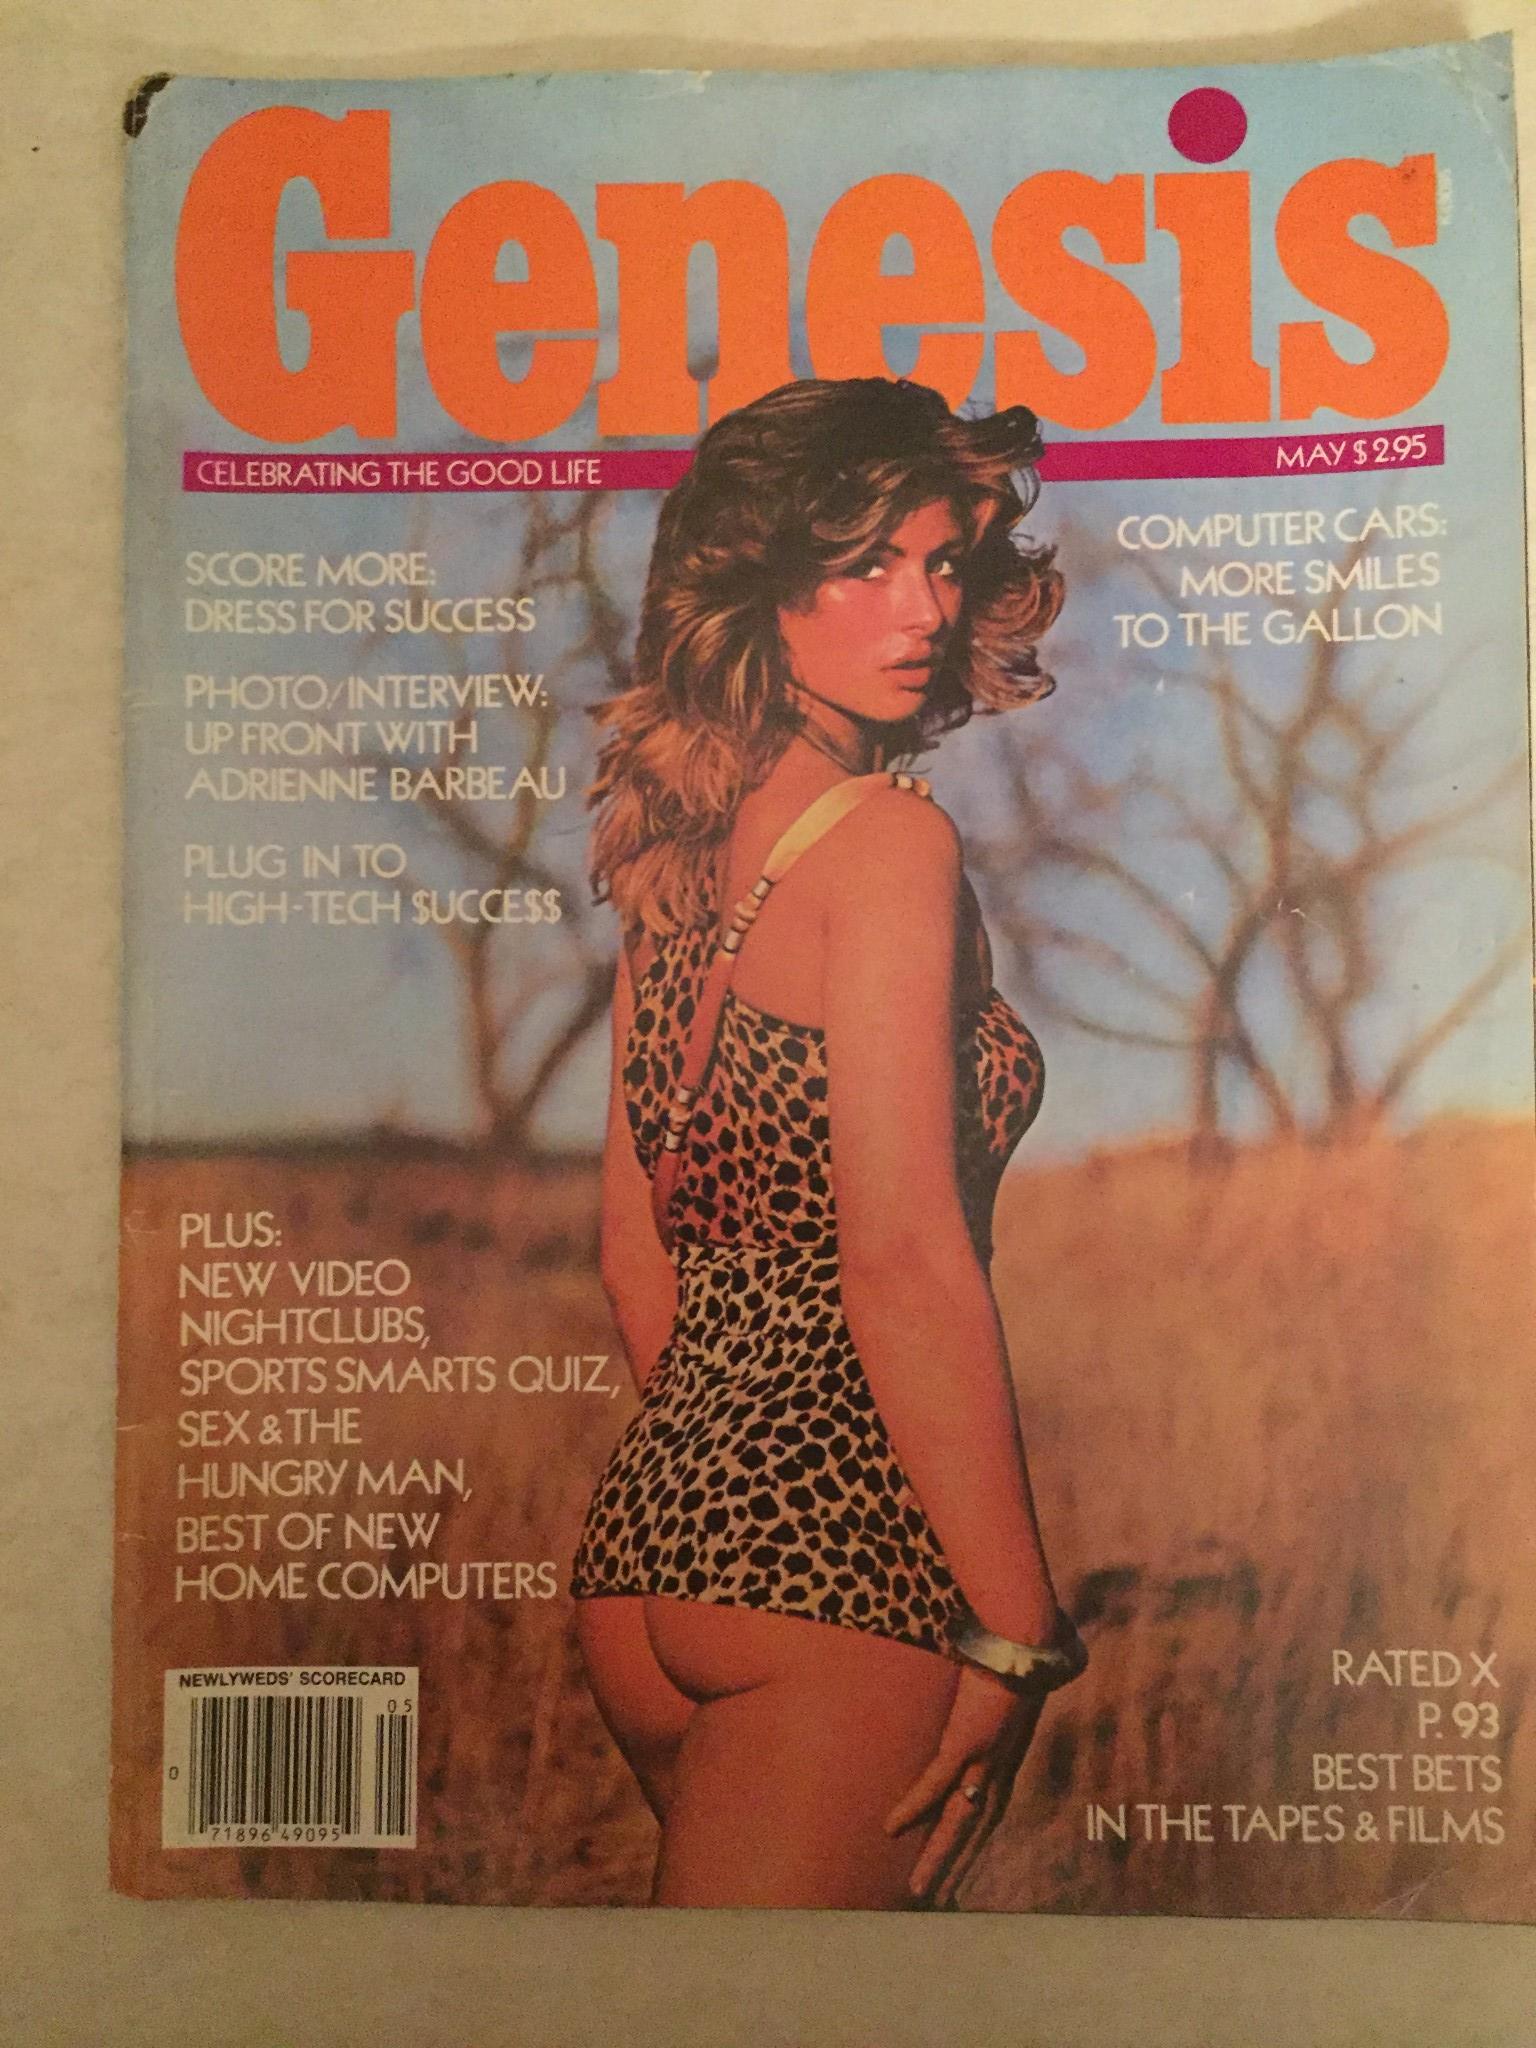 Genesis
CELEBRATING THE GOOD LIFE
MAY $2.95
SCORE MORE:
DRESS FOR SUCCESS
PHOTO/INTERVIEW:
UP FRONT WITH
ADRIENNE BARBEAU
PLUG IN TO
HIGH-TECH $UCCE$$
COMPUTER CARS:
MORE SMILES
TO THE GALLON
PLUS:
NEW VIDEO
NIGHTCLUBS,
SPORTS SMARTS QUIZ,
SEX & THE
HUNGRY MAN,
BEST OF NEW
HOME COMPUTERS
NEWLYWEDS' SCORECARD
05
0
71896 49095
RATED X
P. 93
BEST BETS
IN THE TAPES & FILMS